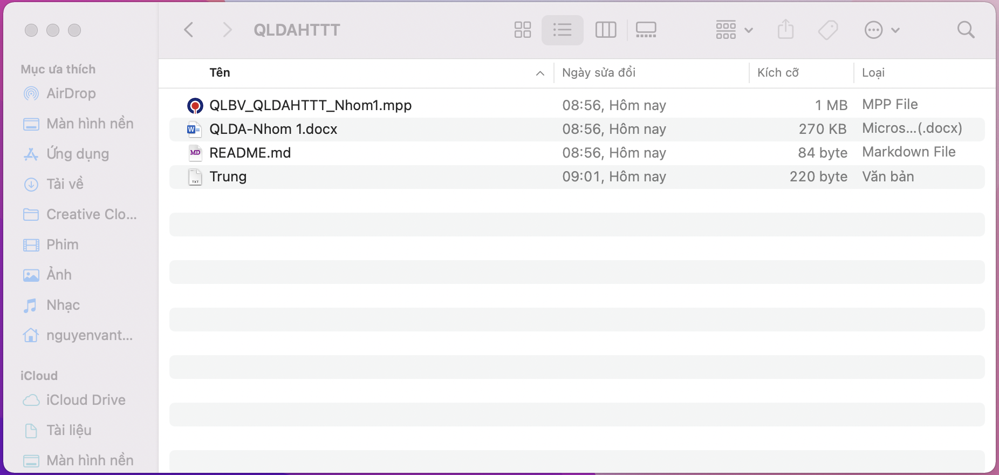 QLDAHTTT
Mục ưa thích
AirDrop
Màn hình nền
Ứng dụng
Tải về
Creative Clo...
Phim
Ảnh
Nhạc
nguyenvant...
iCloud
iCloud Drive
Tài liệu
Màn hình nền
Tên Ngày sửa đổi Kích cỡ Loại
QLBV_QLDAHTTT_Nhom1.mpp 08:56, Hôm nay 1 MB MPP File
W QLDA-Nhom 1.docx 08:56, Hôm nay 270 KB Micros...(.docx)
MD README.md 08:56, Hôm nay 84 byte Markdown File
TXT Trung 09:01, Hôm nay 220 byte Văn bản